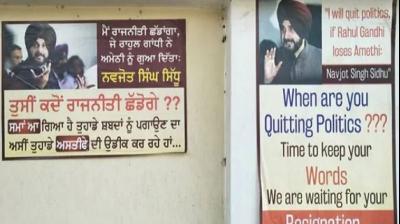 ਮੈਂ ਰਾਜਨੀਤੀ ਛੱਡਾਂਗਾ,
ਜੇ ਰਾਹੁਲ ਗਾਂਧੀ ਨੇ
ਅਮੇਠੀ ਨੂੰ ਗੁਆ ਦਿੱਤਾ:
ਨਵਜੋਤ ਸਿੰਘ ਸਿੱਧੂ
ਤੁਸੀਂ ਕਦੋਂ ਰਾਜਨੀਤੀ ਛੱਡੋਗੇ ??
ਸਮਾਂ ਆ ਗਿਆ ਹੈ ਤੁਹਾਡੇ ਸ਼ਬਦਾਂ ਨੂੰ ਪਗਾਉਣ ਦਾ
ਅਸੀਂ ਤੁਹਾਡੇ ਅਸਤੀਫੇ ਦੀ ਉਡੀਕ ਕਰ ਰਹੇ ਹਾਂ...
"I will quit politics,
if Rahul Gandhi
loses Amethi:
Navjot Singh Sidhu"
When are you
Quitting Politics ???
Time to keep your
Words
We are waiting for your
Resignation